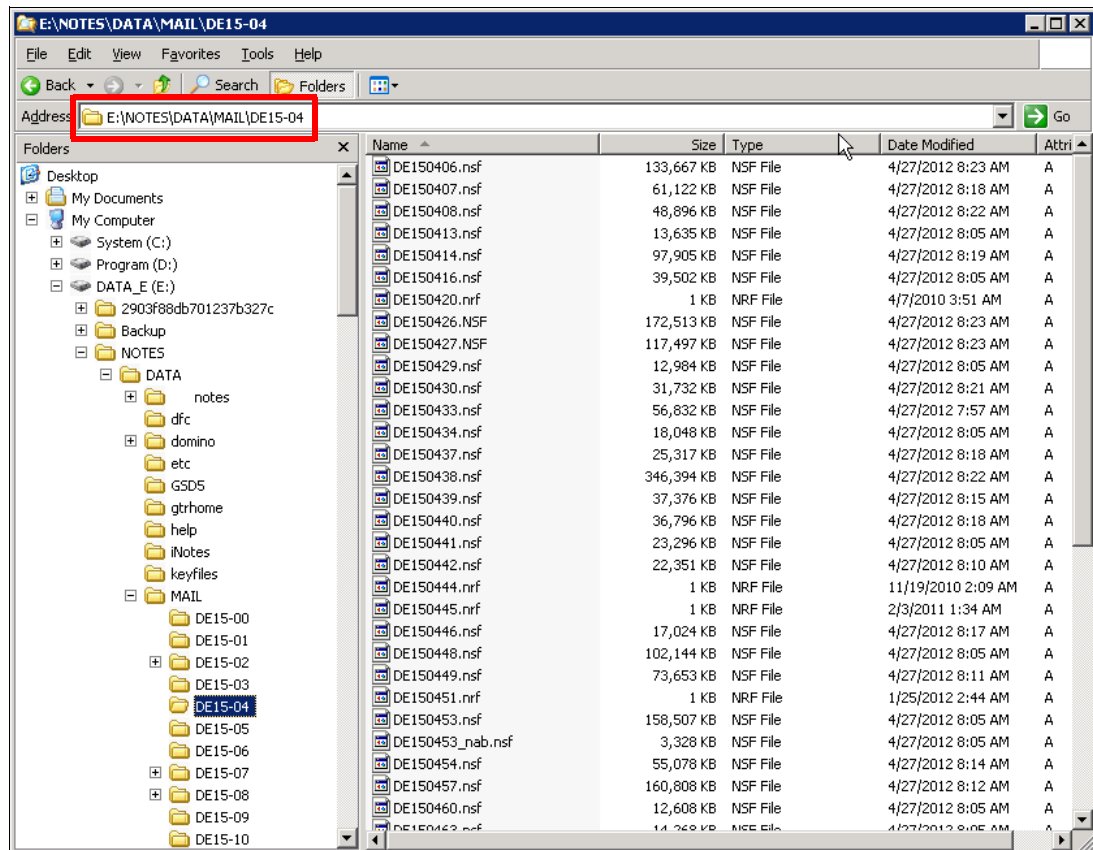 E:\NOTES\DATA\MAIL\DE15-04
File Edit View Favorites Tools Help
Back Search Folders
Address E:\NOTES\DATA\MAIL\DE15-04 Go
Folders x
Desktop
My Documents
My Computer
System (C:)
Program (D:)
DATA_E (E:)
2903f88db701237b327c
Backup
NOTES
DATA
notes
dfc
domino
etc
GSD5
gtrhome
help
iNotes
keyfiles
MAIL
DE15-00
DE15-01
DE15-02
DE15-03
DE15-04
DE15-05
DE15-06
DE15-07
DE15-08
DE15-09
DE15-10
Name Size Type Date Modified Attri
DE150406.nsf 133,667 KB NSF File 4/27/2012 8:23 AM A
DE150407.nsf 61,122 KB NSF File 4/27/2012 8:18 AM A
DE150408.nsf 48,896 KB NSF File 4/27/2012 8:22 AM A
DE150413.nsf 13,635 KB NSF File 4/27/2012 8:05 AM A
DE150414.nsf 97,905 KB NSF File 4/27/2012 8:19 AM A
DE150416.nsf 39,502 KB NSF File 4/27/2012 8:05 AM A
DE150420.nrf 1 KB NRF File 4/7/2010 3:51 AM A
DE150426.NSF 172,513 KB NSF File 4/27/2012 8:23 AM A
DE150427.NSF 117,497 KB NSF File 4/27/2012 8:23 AM A
DE150429.nsf 12,984 KB NSF File 4/27/2012 8:05 AM A
DE150430.nsf 31,732 KB NSF File 4/27/2012 8:21 AM A
DE150433.nsf 56,832 KB NSF File 4/27/2012 7:57 AM A
DE150434.nsf 18,048 KB NSF File 4/27/2012 8:05 AM A
DE150437.nsf 25,317 KB NSF File 4/27/2012 8:18 AM A
DE150438.nsf 346,394 KB NSF File 4/27/2012 8:22 AM A
DE150439.nsf 37,376 KB NSF File 4/27/2012 8:15 AM A
DE150440.nsf 36,796 KB NSF File 4/27/2012 8:18 AM A
DE150441.nsf 23,296 KB NSF File 4/27/2012 8:05 AM A
DE150442.nsf 22,351 KB NSF File 4/27/2012 8:10 AM A
DE150444.nrf 1 KB NRF File 11/19/2010 2:09 AM A
DE150445.nrf 1 KB NRF File 2/3/2011 1:34 AM A
DE150446.nsf 17,024 KB NSF File 4/27/2012 8:17 AM A
DE150448.nsf 102,144 KB NSF File 4/27/2012 8:05 AM A
DE150449.nsf 73,653 KB NSF File 4/27/2012 8:11 AM A
DE150451.nrf 1 KB NRF File 1/25/2012 2:44 AM A
DE150453.nsf 158,507 KB NSF File 4/27/2012 8:05 AM A
DE150453_nab.nsf 3,328 KB NSF File 4/27/2012 8:05 AM A
DE150454.nsf 55,078 KB NSF File 4/27/2012 8:14 AM A
DE150457.nsf 160,808 KB NSF File 4/27/2012 8:12 AM A
DE150460.nsf 12,608 KB NSF File 4/27/2012 8:05 AM A